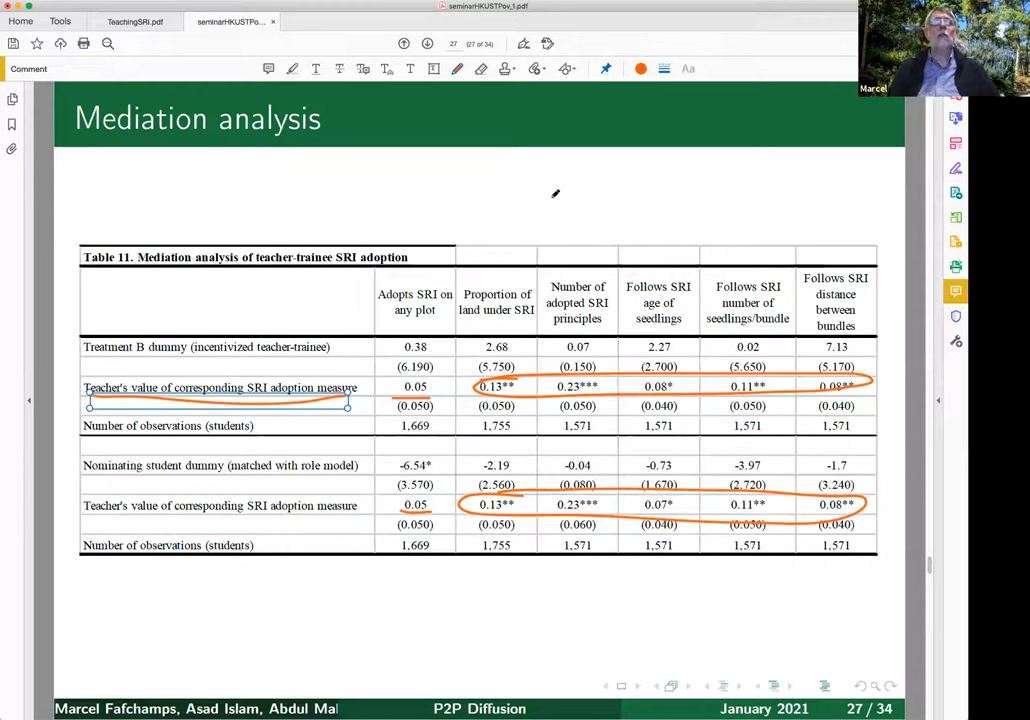 seminarHKUSTPov_1.pdf
Home Tools TeachingSRI.pdf seminarHKUSTPo... ×
27 (27 of 34)
Comment
Aa
Marcel
Mediation analysis
Table 11. Mediation analysis of teacher-trainee SRI adoption
Adopts SRI on any plot
Proportion of land under SRI
Number of adopted SRI principles
Follows SRI age of seedlings
Follows SRI number of seedlings/bundle
Follows SRI distance between bundles
Treatment B dummy (incentivized teacher-trainee) 0.38 2.68 0.07 2.27 0.02 7.13
(6.190) (5.750) (0.150) (2.700) (5.650) (5.170)
Teacher's value of corresponding SRI adoption measure 0.05 0.13** 0.23*** 0.08* 0.11** 0.08**
(0.050) (0.050) (0.050) (0.040) (0.050) (0.040)
Number of observations (students) 1,669 1,755 1,571 1,571 1,571 1,571
Nominating student dummy (matched with role model) -6.54* -2.19 -0.04 -0.73 -3.97 -1.7
(3.570) (2.560) (0.080) (1.670) (2.720) (3.240)
Teacher's value of corresponding SRI adoption measure 0.05 0.13** 0.23*** 0.07* 0.11** 0.08**
(0.050) (0.050) (0.060) (0.040) (0.050) (0.040)
Number of observations (students) 1,669 1,755 1,571 1,571 1,571 1,571
Marcel Fafchamps, Asad Islam, Abdul Mal P2P Diffusion January 2021 27 / 34